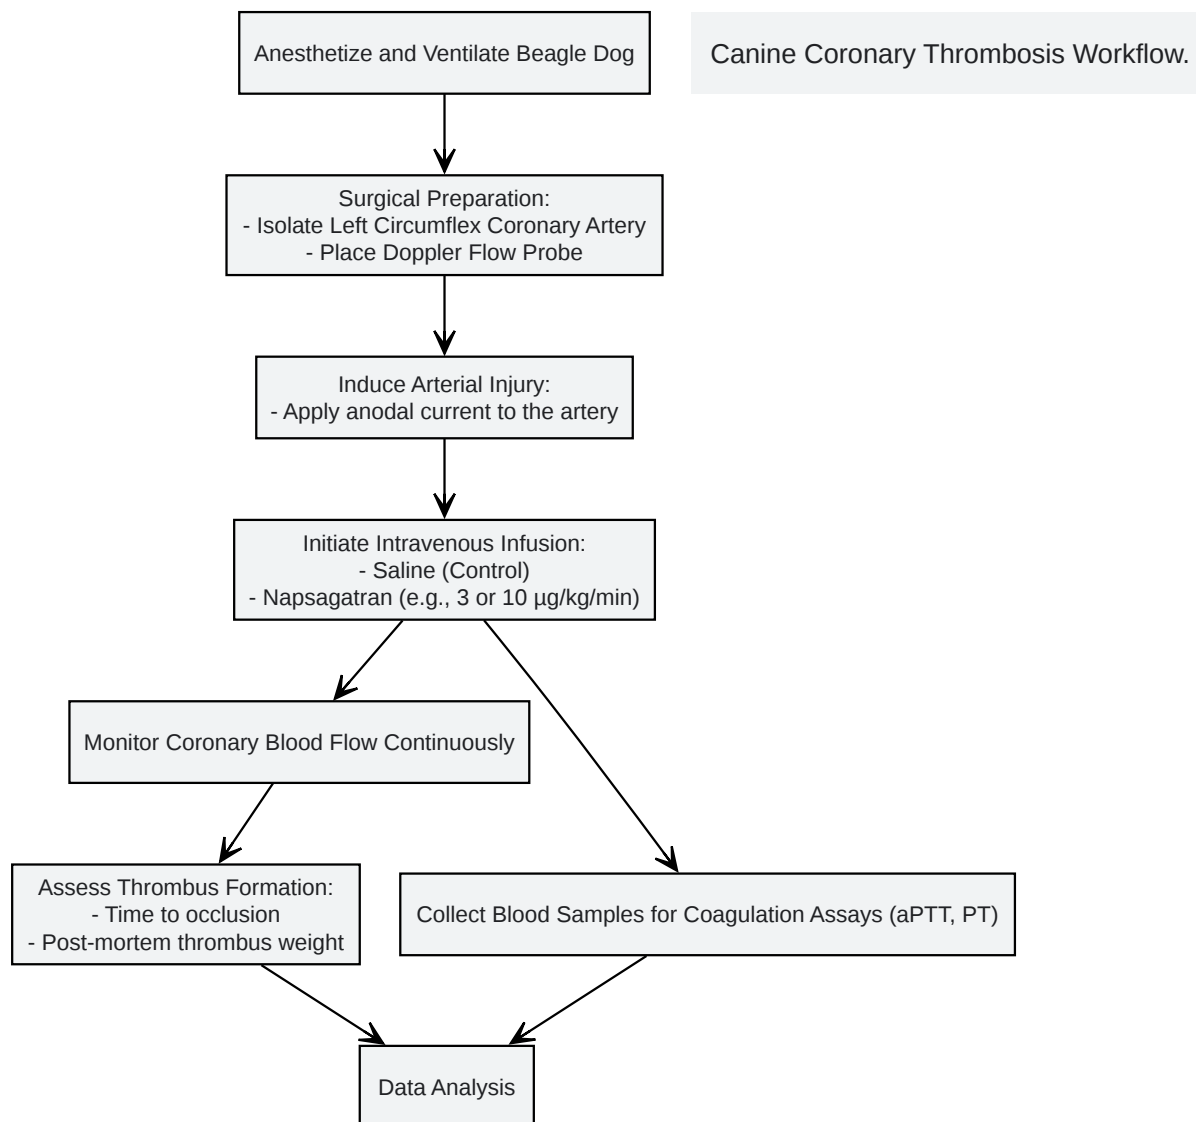 Anesthetize and Ventilate Beagle Dog
Canine Coronary Thrombosis Workflow.
Surgical Preparation:
- Isolate Left Circumflex Coronary Artery
- Place Doppler Flow Probe
Induce Arterial Injury:
- Apply anodal current to the artery
Initiate Intravenous Infusion:
- Saline (Control)
- Napsagatran (e.g., 3 or 10 µg/kg/min)
Monitor Coronary Blood Flow Continuously
Assess Thrombus Formation:
- Time to occlusion
- Post-mortem thrombus weight
Collect Blood Samples for Coagulation Assays (aPTT, PT)
Data Analysis